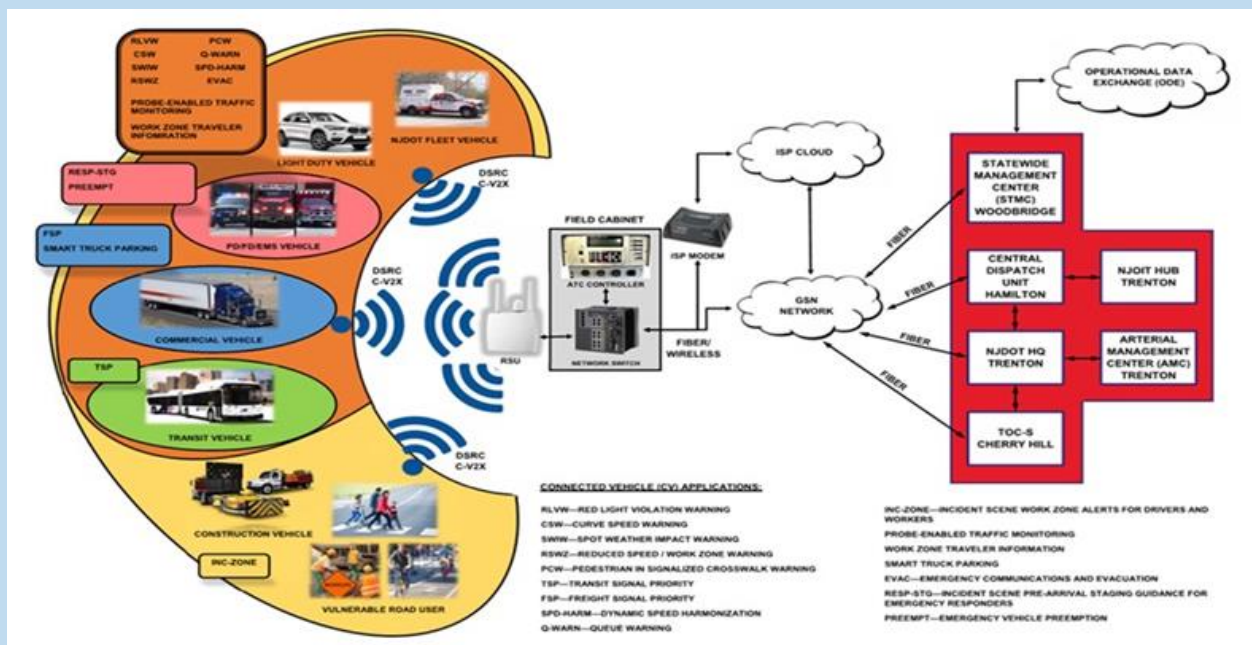 RLVW PCW
CSW Q-WARN
SWIW SPD-HARM
RSWZ EVAC
PROBE-ENABLED TRAFFIC
MONITORING
WORK ZONE TRAVELER
INFOMRATION
LIGHT DUTY VEHICLE
NJDOT FLEET VEHICLE
RESP-STG
PREEMPT
PD/FD/EMS VEHICLE
FSP
SMART TRUCK PARKING
COMMERCIAL VEHICLE
TSP
TRANSIT VEHICLE
CONSTRUCTION VEHICLE
INC-ZONE
VULNERABLE ROAD USER
DSRC
C-V2X
DSRC
C-V2X
DSRC
C-V2X
RSU
FIELD CABINET
ATC CONTROLLER
NETWORK SWITCH
ISP MODEM
FIBER/
WIRELESS
ISP CLOUD
GSN
NETWORK
FIBER
FIBER
FIBER
FIBER
OPERATIONAL DATA
EXCHANGE (ODE)
STATEWIDE
MANAGEMENT
CENTER
(STMC)
WOODBRIDGE
CENTRAL
DISPATCH
UNIT
HAMILTON
NJOIT HUB
TRENTON
NJDOT HQ
TRENTON
ARTERIAL
MANAGEMENT
CENTER (AMC)
TRENTON
TOC-S
CHERRY HILL
CONNECTED VEHICLE (CV) APPLICATIONS:
RLVW—RED LIGHT VIOLATION WARNING
CSW—CURVE SPEED WARNING
SWIW—SPOT WEATHER IMPACT WARNING
RSWZ—REDUCED SPEED / WORK ZONE WARNING
PCW—PEDESTRIAN IN SIGNALIZED CROSSWALK WARNING
TSP—TRANSIT SIGNAL PRIORITY
FSP—FREIGHT SIGNAL PRIORITY
SPD-HARM—DYNAMIC SPEED HARMONIZATION
Q-WARN—QUEUE WARNING
INC-ZONE—INCIDENT SCENE WORK ZONE ALERTS FOR DRIVERS AND
WORKERS
PROBE-ENABLED TRAFFIC MONITORING
WORK ZONE TRAVELER INFORMATION
SMART TRUCK PARKING
EVAC—EMERGENCY COMMUNICATIONS AND EVACUATION
RESP-STG—INCIDENT SCENE PRE-ARRIVAL STAGING GUIDANCE FOR
EMERGENCY RESPONDERS
PREEMPT—EMERGENCY VEHICLE PREEMPTION